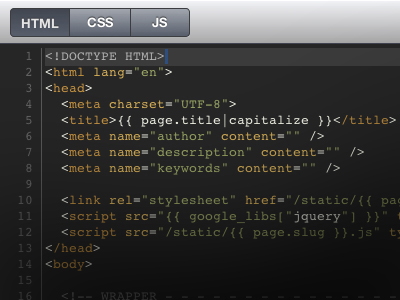 HTML CSS JS
1 <!DOCTYPE HTML>
2 <html lang="en">
3 <head>
4 <meta charset="UTF-8">
5 <title>{{ page.title|capitalize }}</title>
6 <meta name="author" content="" />
7 <meta name="description" content="" />
8 <meta name="keywords" content="" />
9
10 <link rel="stylesheet" href="/static/{{ pag
11 <script src="{{ google_libs["jquery"] }}" t
12 <script src="/static/{{ page.slug }}.js" ty
13 </head>
14 <body>
15
16 <!-- WRAPPER - - - - - - - - - - - - - - -